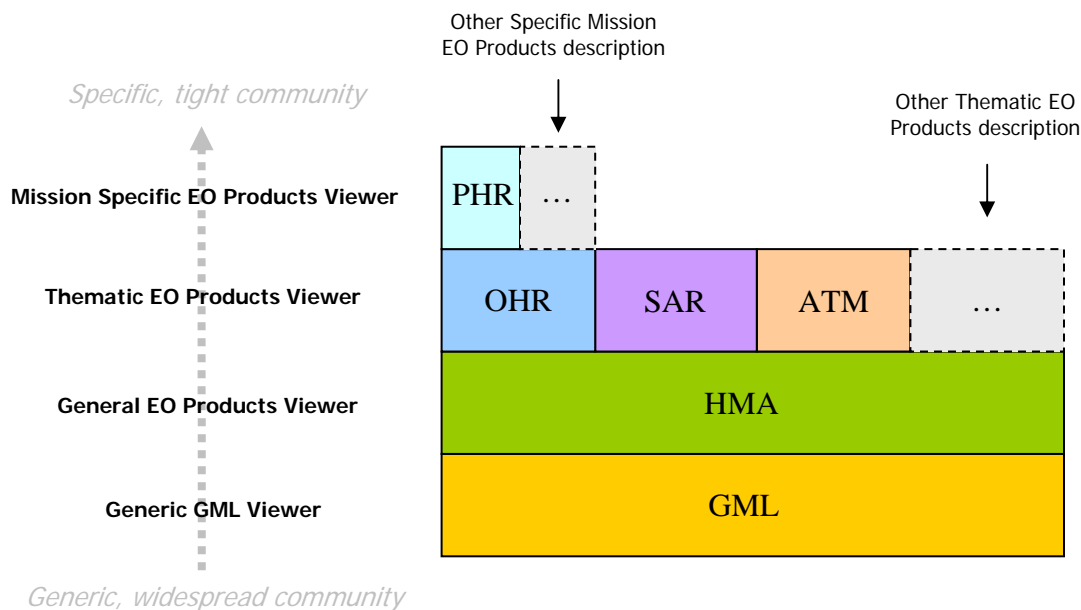 Other Specific Mission
EO Products description
Specific, tight community
Other Thematic EO
Products description
Mission Specific EO Products Viewer
PHR
...
Thematic EO Products Viewer
OHR
SAR
ATM
...
General EO Products Viewer
HMA
Generic GML Viewer
GML
Generic, widespread community